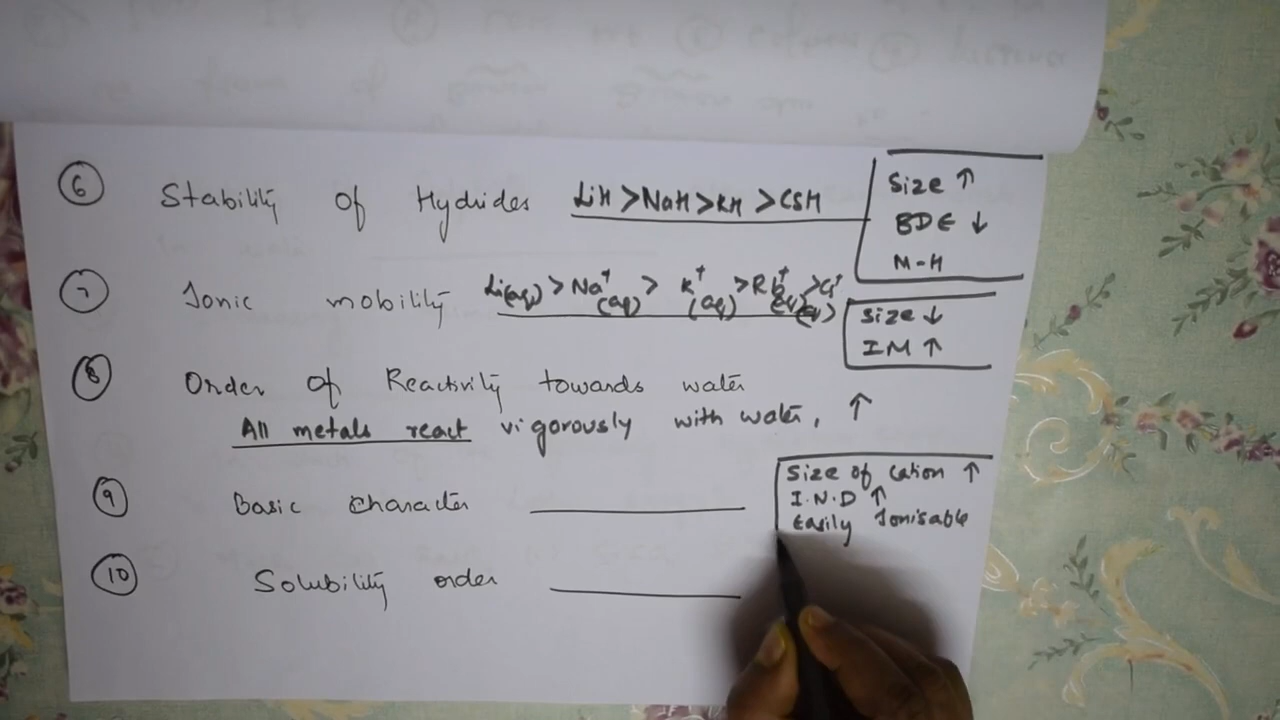 6 Stability of Hydrides LiH > NaH > KH > CSH
Size ↑
BDE ↓
M-H
7 Ionic mobility Li(aq) > Na⁺(aq) > K⁺(aq) > Rb⁺(aq) > Cs⁺(aq)
Size ↓
IM ↑
8 Order of Reactivity towards water
All metals react vigorously with water, ↑
9 Basic character
Size of cation ↑
I.N.D ↑
Easily Ionisable
10 Solubility order